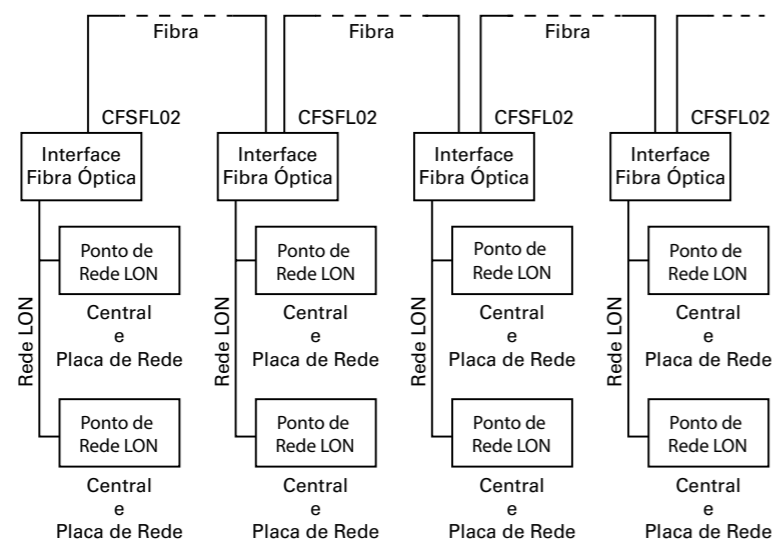 Fibra
Fibra
Fibra
CFSFL02
CFSFL02
CFSFL02
CFSFL02
Interface
Fibra Óptica
Interface
Fibra Óptica
Interface
Fibra Óptica
Interface
Fibra Óptica
Rede LON
Ponto de
Rede LON
Central
e
Placa de Rede
Ponto de
Rede LON
Central
e
Placa de Rede
Rede LON
Ponto de
Rede LON
Central
e
Placa de Rede
Ponto de
Rede LON
Central
e
Placa de Rede
Rede LON
Ponto de
Rede LON
Central
e
Placa de Rede
Ponto de
Rede LON
Central
e
Placa de Rede
Rede LON
Ponto de
Rede LON
Central
e
Placa de Rede
Ponto de
Rede LON
Central
e
Placa de Rede